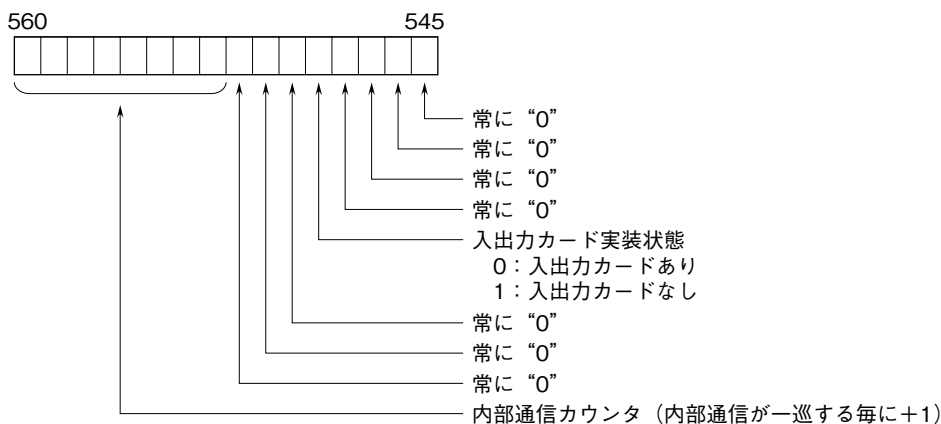 560 545
常に “0”
常に “0”
常に “0”
常に “0”
入出力カード実装状態
0：入出力カードあり
1：入出力カードなし
常に “0”
常に “0”
常に “0”
内部通信カウンタ（内部通信が一巡する毎に＋1）